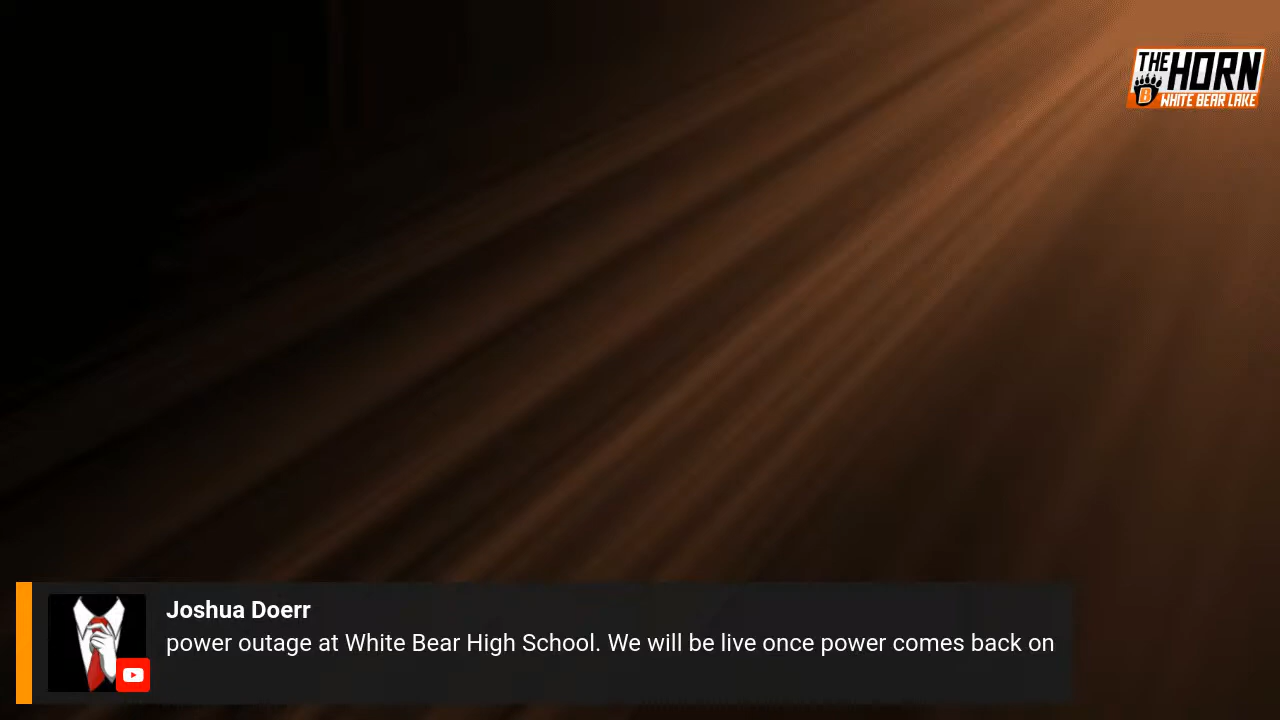 THE HORN
B
WHITE BEAR LAKE
Joshua Doerr
power outage at White Bear High School. We will be live once power comes back on